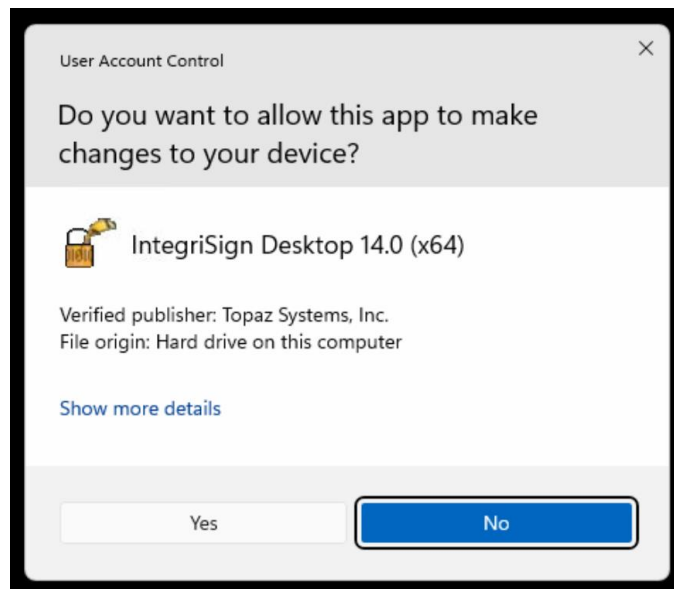 User Account Control
Do you want to allow this app to make
changes to your device?
IntegriSign Desktop 14.0 (x64)
Verified publisher: Topaz Systems, Inc.
File origin: Hard drive on this computer
Show more details
Yes
No